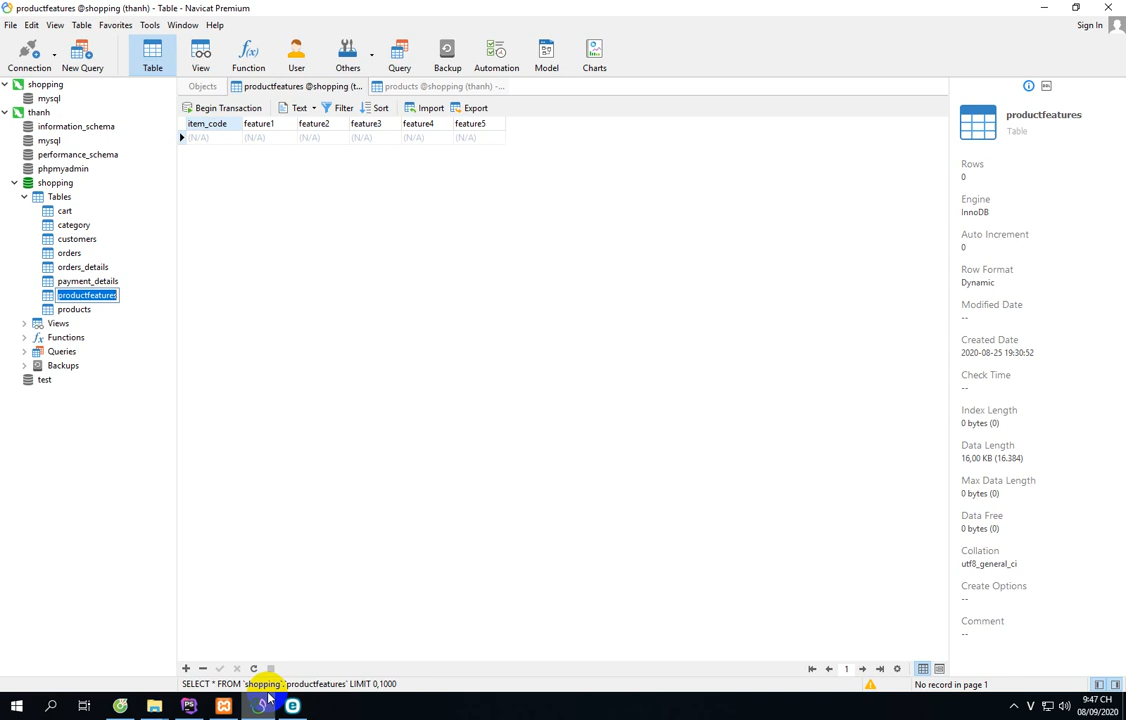 productfeatures @shopping (thanh) - Table - Navicat Premium
File Edit View Table Favorites Tools Window Help
Sign In
Connection New Query Table View Function User Others Query Backup Automation Model Charts
shopping
mysql
thanh
information_schema
mysql
performance_schema
phpmyadmin
shopping
Tables
cart
category
customers
orders
orders_details
payment_details
productfeatures
products
Views
Functions
Queries
Backups
test
Objects productfeatures @shopping (t... products @shopping (thanh) -...
Begin Transaction Text Filter Sort Import Export
item_code feature1 feature2 feature3 feature4 feature5
(N/A) (N/A) (N/A) (N/A) (N/A) (N/A)
productfeatures
Table
Rows
0
Engine
InnoDB
Auto Increment
0
Row Format
Dynamic
Modified Date
--
Created Date
2020-08-25 19:30:52
Check Time
--
Index Length
0 bytes (0)
Data Length
16,00 KB (16.384)
Max Data Length
0 bytes (0)
Data Free
0 bytes (0)
Collation
utf8_general_ci
Create Options
--
Comment
--
1
SELECT * FROM `shopping`.`productfeatures` LIMIT 0,1000
No record in page 1
9:47 CH
08/09/2020